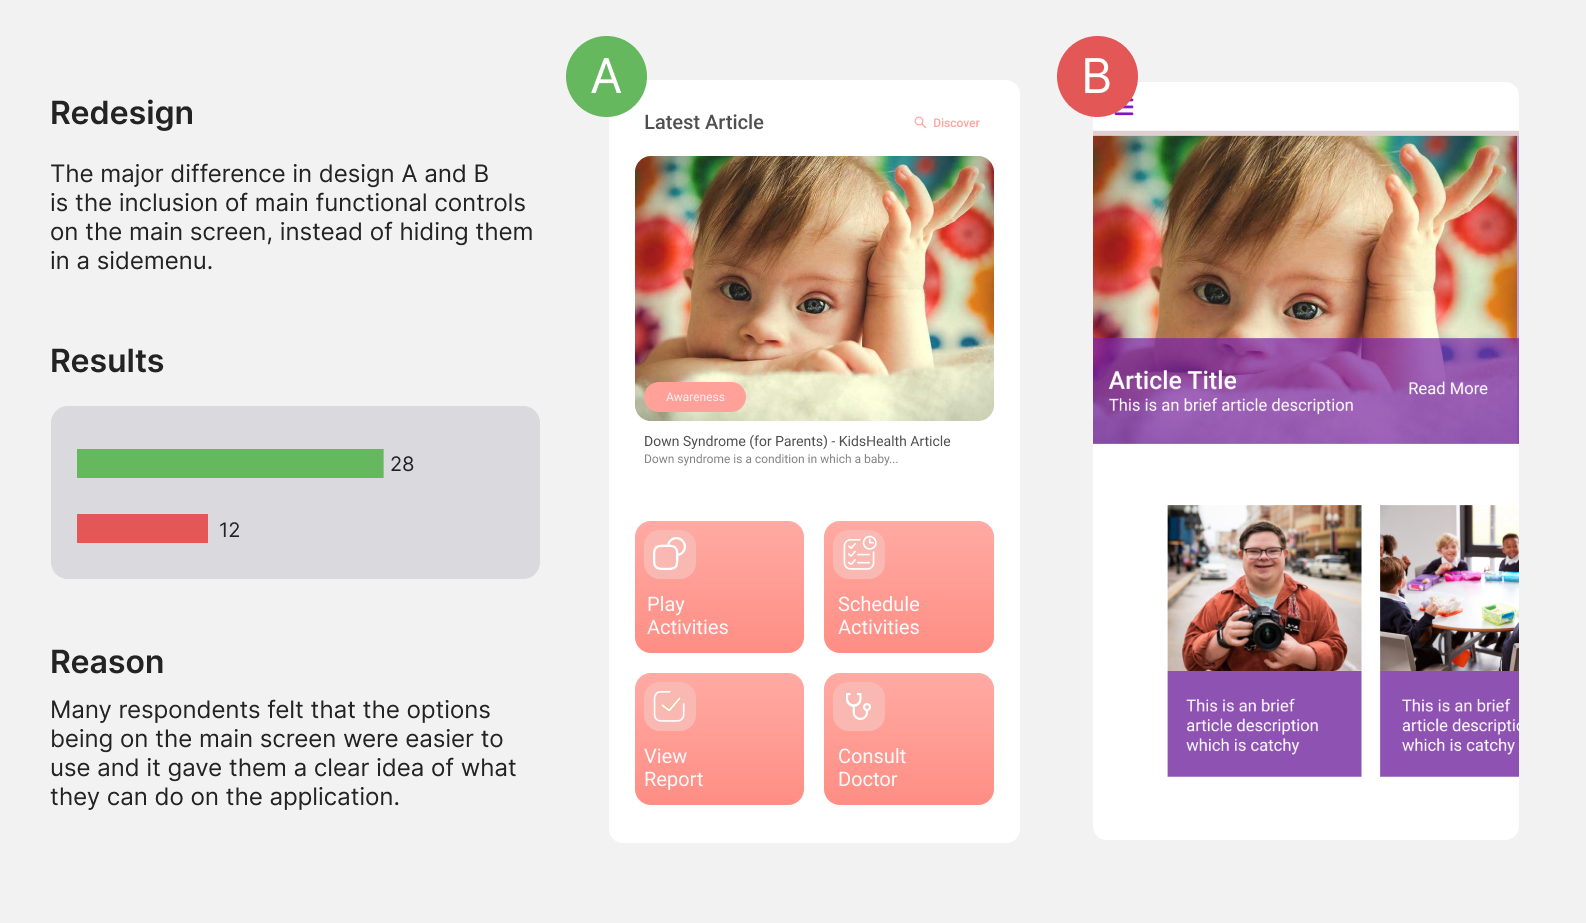 Redesign
The major difference in design A and B
is the inclusion of main functional controls
on the main screen, instead of hiding them
in a sidemenu.
Results
28
12
Reason
Many respondents felt that the options
being on the main screen were easier to
use and it gave them a clear idea of what
they can do on the application.
A
Latest Article
Discover
Awareness
Down Syndrome (for Parents) - KidsHealth Article
Down syndrome is a condition in which a baby...
Play
Activities
Schedule
Activities
View
Report
Consult
Doctor
B
Article Title
This is an brief article description
Read More
This is an brief
article description
which is catchy
This is an brief
article descriptio
which is catchy